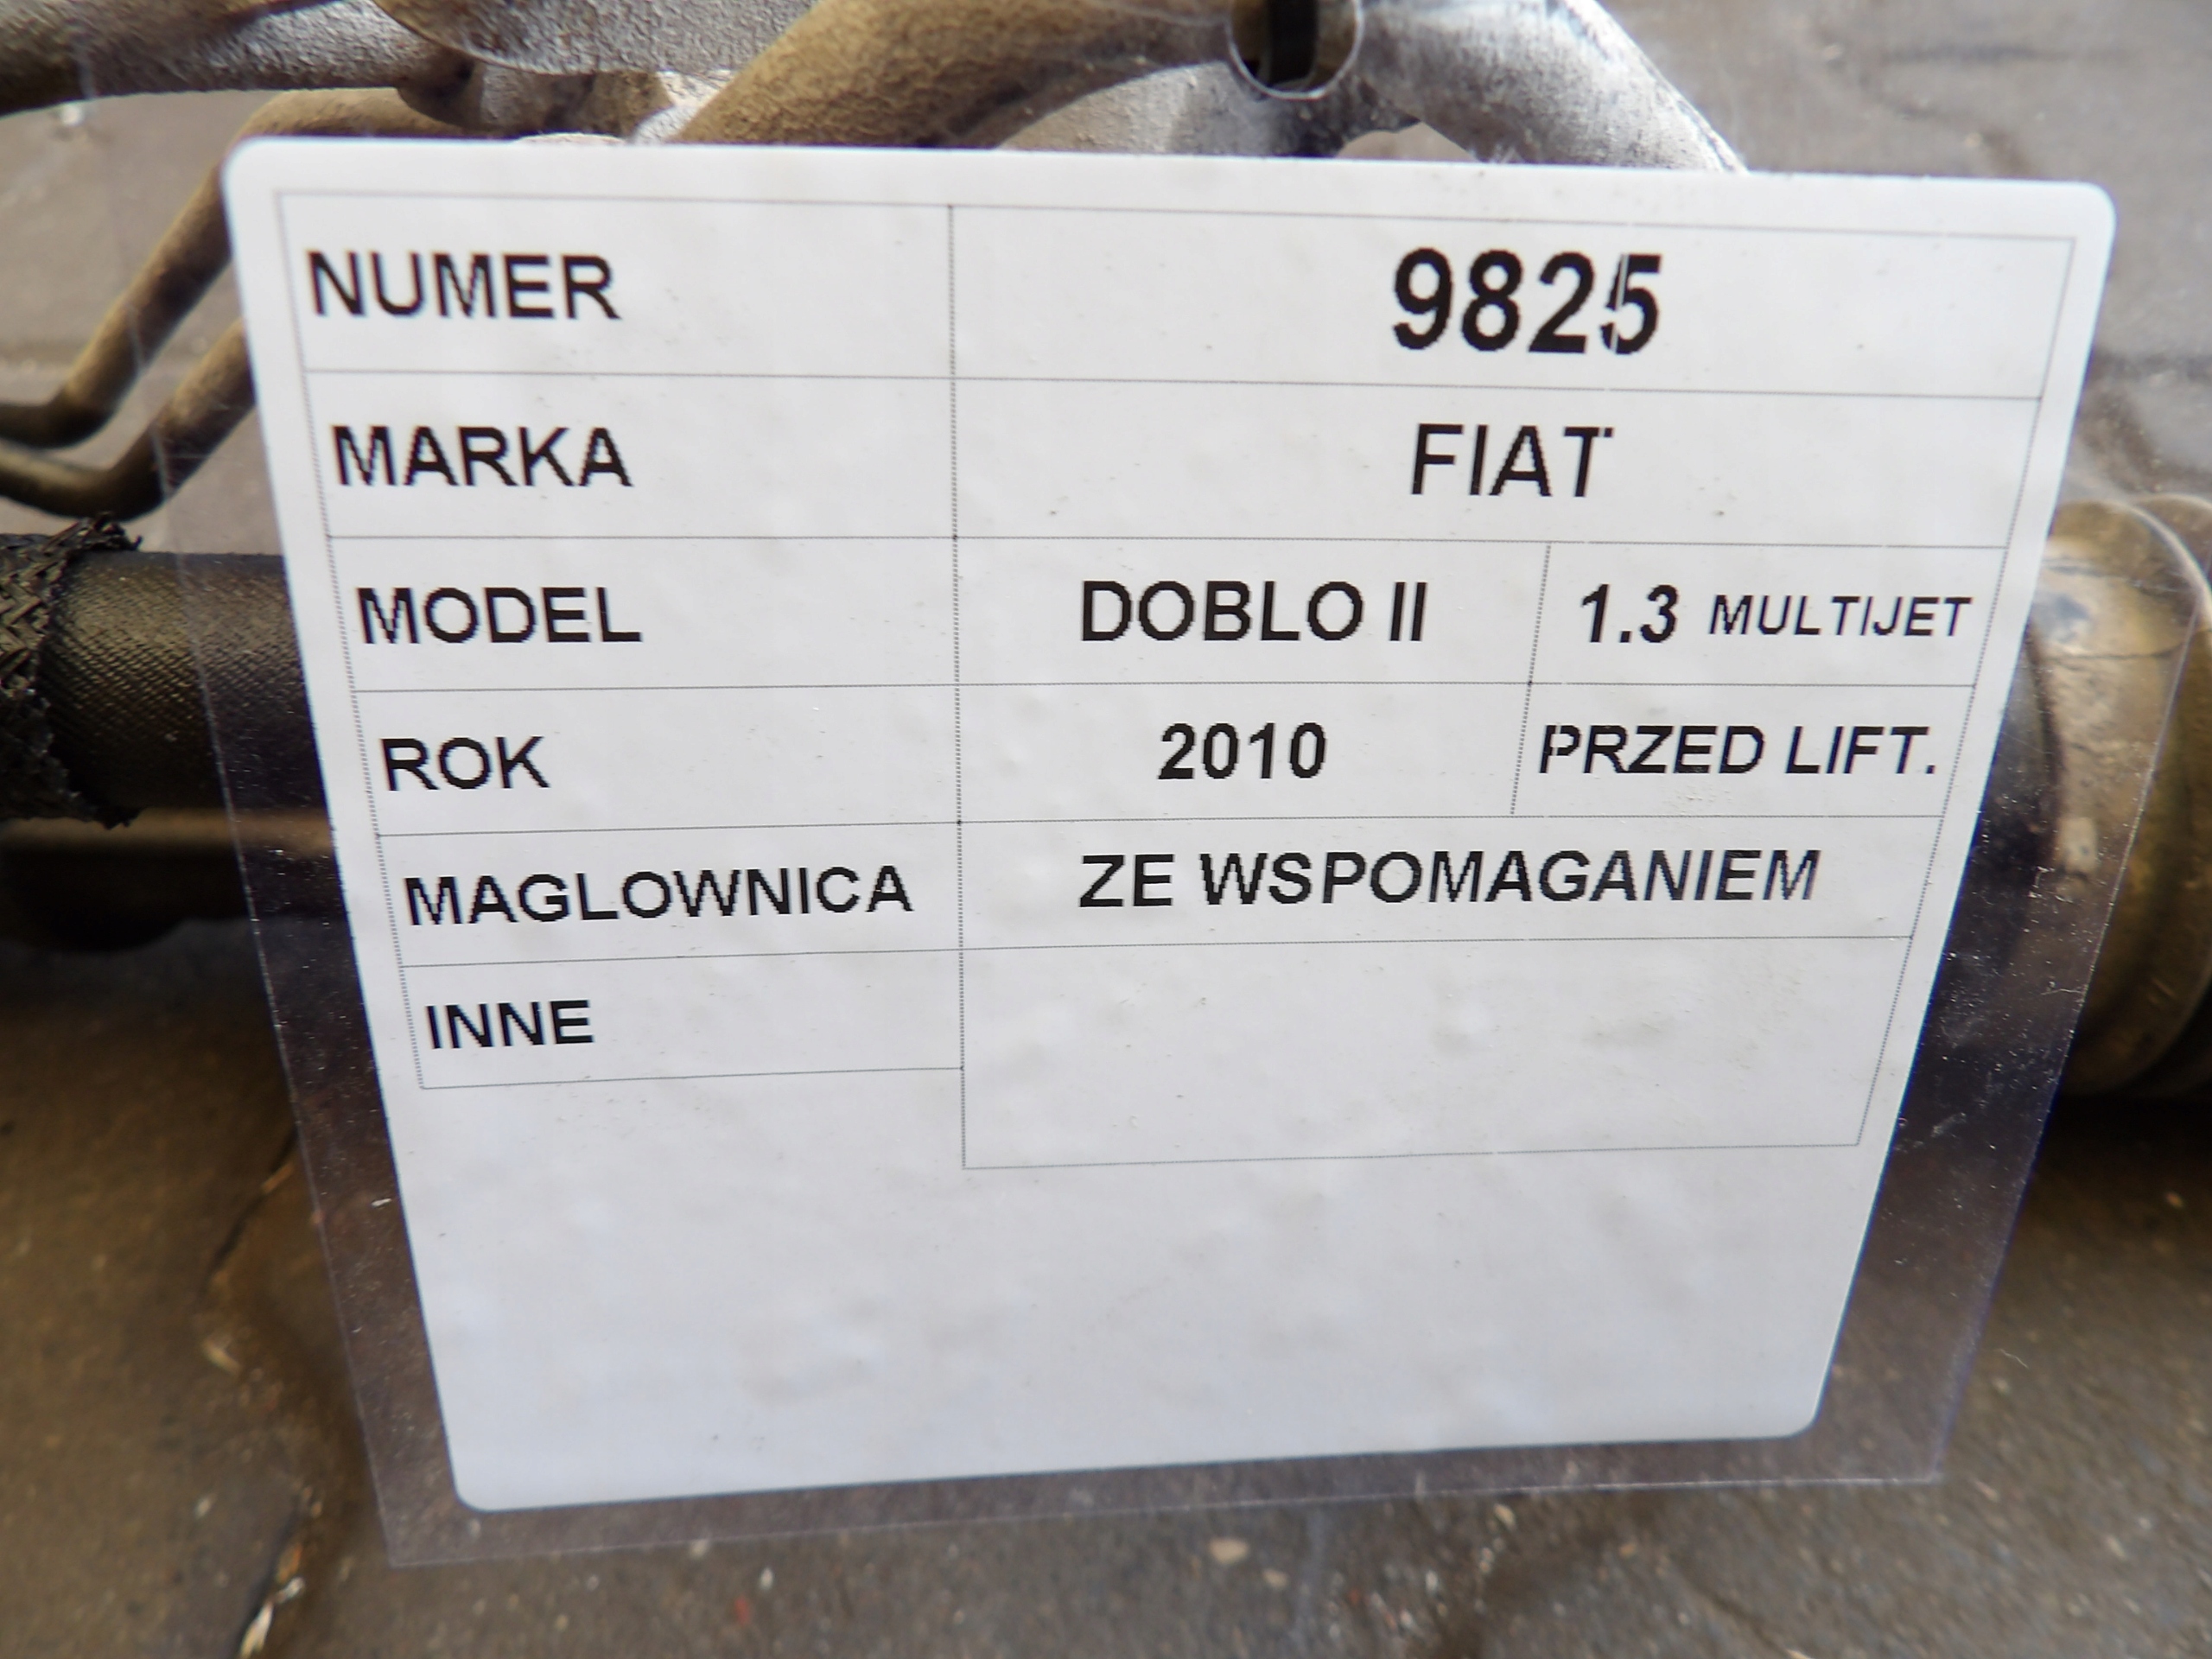 NUMER 9825
MARKA FIAT
MODEL DOBLO II 1.3 MULTIJET
ROK 2010 PRZED LIFT.
MAGLOWNICA ZE WSPOMAGANIEM
INNE